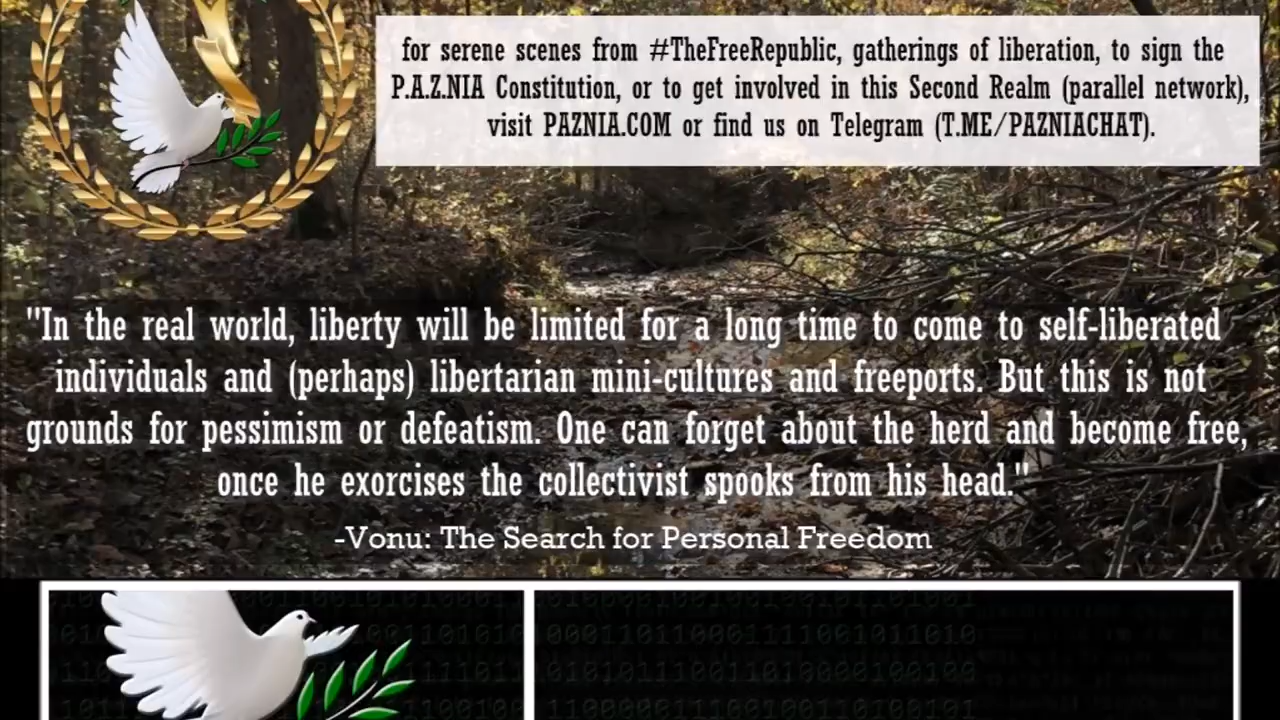 for serene scenes from #TheFreeRepublic, gatherings of liberation, to sign the
P.A.Z.NIA Constitution, or to get involved in this Second Realm (parallel network),
visit PAZNIA.COM or find us on Telegram (T.ME/PAZNIACHAT).
"In the real world, liberty will be limited for a long time to come to self-liberated
individuals and (perhaps) libertarian mini-cultures and freeports. But this is not
grounds for pessimism or defeatism. One can forget about the herd and become free,
once he exorcises the collectivist spooks from his head."
-Vonu: The Search for Personal Freedom